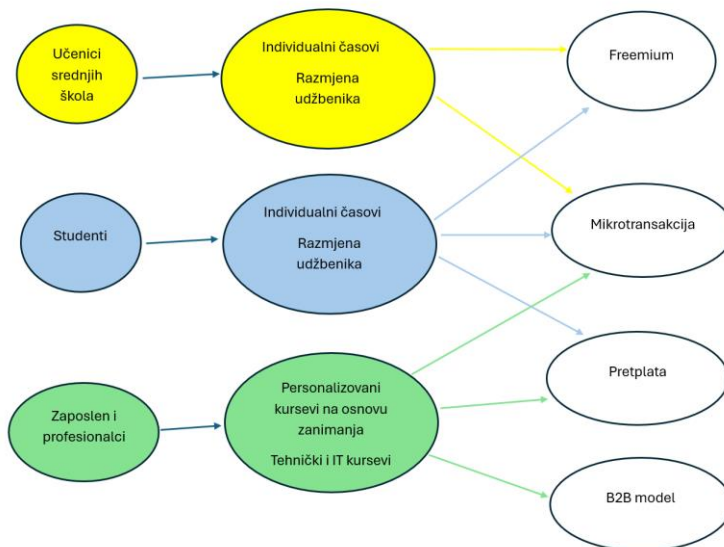 Učenici
srednjih
škola
Individualni časovi
Razmjena
udžbenika
Freemium
Studenti
Individualni časovi
Razmjena
udžbenika
Mikrotransakcija
Zaposlen i
profesionalci
Personalizovani
kursevi na osnovu
zanimanja
Tehnički i IT kursevi
Pretplata
B2B model